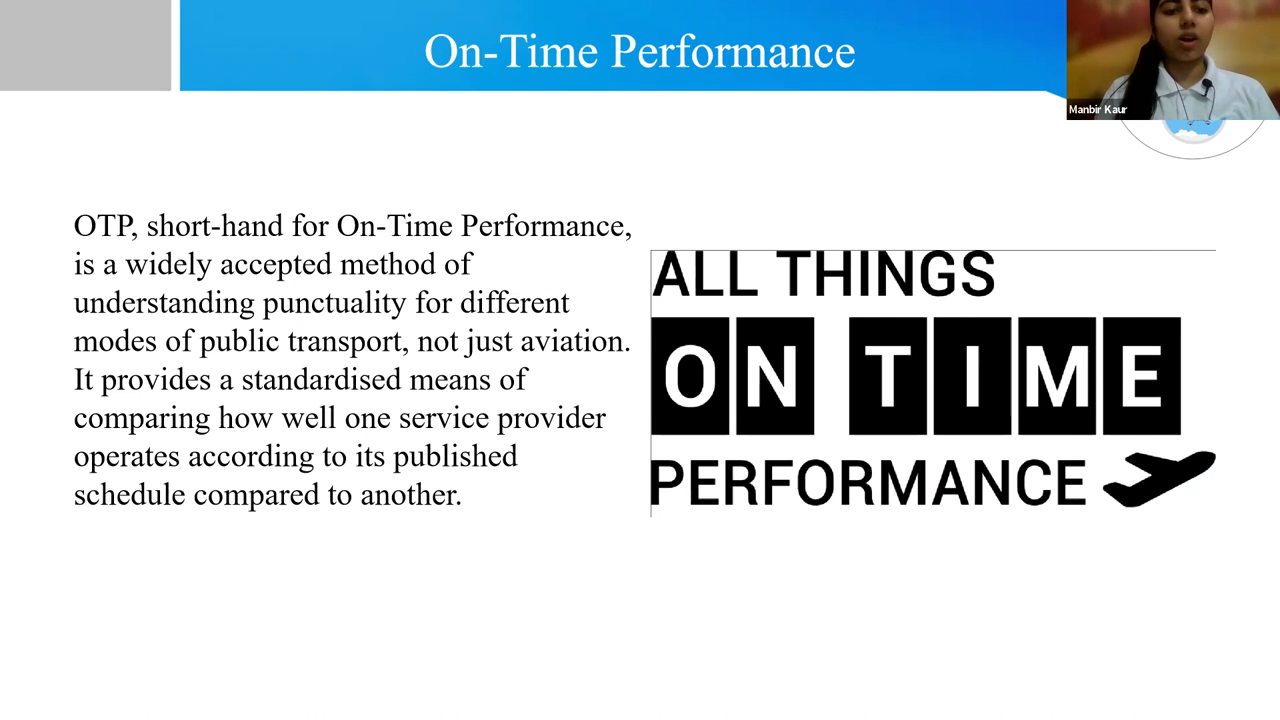 On-Time Performance
Manbir Kaur
OTP, short-hand for On-Time Performance,
is a widely accepted method of
understanding punctuality for different
modes of public transport, not just aviation.
It provides a standardised means of
comparing how well one service provider
operates according to its published
schedule compared to another.
ALL THINGS
ON TIME
PERFORMANCE